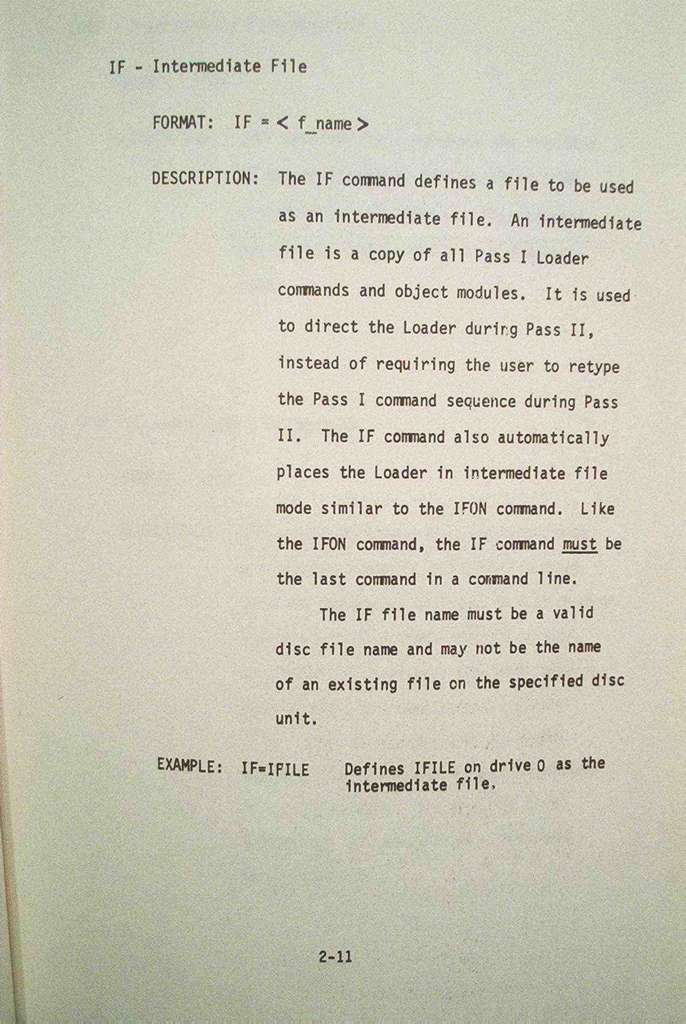 IF - Intermediate File
FORMAT: IF = < f_name >
DESCRIPTION: The IF command defines a file to be used
as an intermediate file. An intermediate
file is a copy of all Pass I Loader
commands and object modules. It is used
to direct the Loader during Pass II,
instead of requiring the user to retype
the Pass I command sequence during Pass
II. The IF command also automatically
places the Loader in intermediate file
mode similar to the IFON command. Like
the IFON command, the IF command must be
the last command in a command line.
The IF file name must be a valid
disc file name and may not be the name
of an existing file on the specified disc
unit.
EXAMPLE: IF=IFILE Defines IFILE on drive 0 as the
intermediate file.
2-11